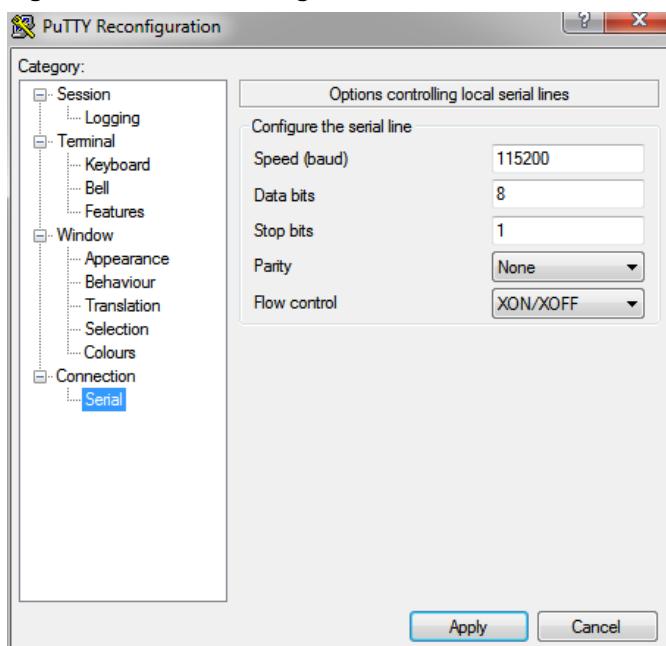 PuTTY Reconfiguration
Category:
Session
Logging
Terminal
Keyboard
Bell
Features
Window
Appearance
Behaviour
Translation
Selection
Colours
Connection
Serial
Options controlling local serial lines
Configure the serial line
Speed (baud) 115200
Data bits 8
Stop bits 1
Parity None
Flow control XON/XOFF
Apply Cancel